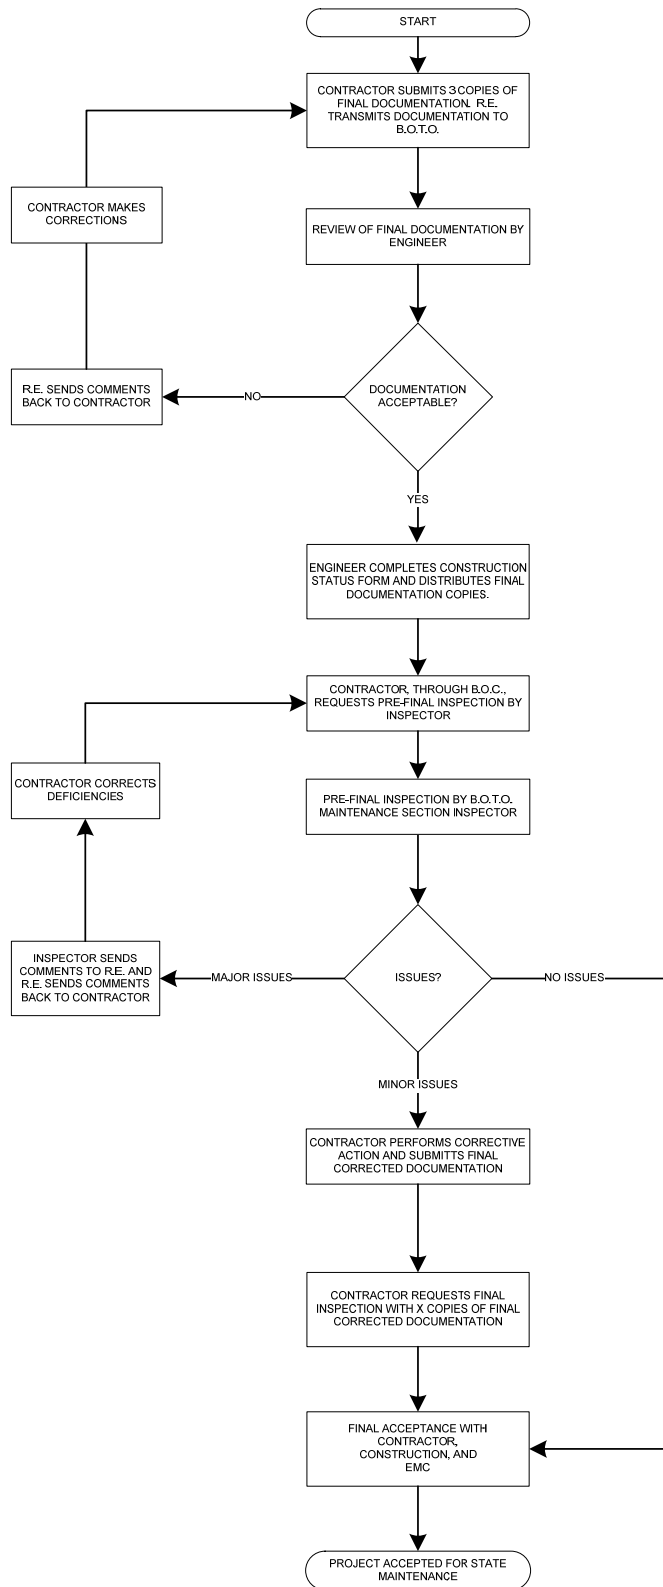 START
CONTRACTOR SUBMITS 3 COPIES OF
FINAL DOCUMENTATION. R.E.
TRANSMITS DOCUMENTATION TO
B.O.T.O.
CONTRACTOR MAKES
CORRECTIONS
REVIEW OF FINAL DOCUMENTATION BY
ENGINEER
R.E. SENDS COMMENTS
BACK TO CONTRACTOR
NO
DOCUMENTATION
ACCEPTABLE?
YES
ENGINEER COMPLETES CONSTRUCTION
STATUS FORM AND DISTRIBUTES FINAL
DOCUMENTATION COPIES.
CONTRACTOR, THROUGH B.O.C.,
REQUESTS PRE-FINAL INSPECTION BY
INSPECTOR
CONTRACTOR CORRECTS
DEFICIENCIES
PRE-FINAL INSPECTION BY B.O.T.O.
MAINTENANCE SECTION INSPECTOR
INSPECTOR SENDS
COMMENTS TO R.E. AND
R.E. SENDS COMMENTS
BACK TO CONTRACTOR
MAJOR ISSUES
ISSUES?
NO ISSUES
MINOR ISSUES
CONTRACTOR PERFORMS CORRECTIVE
ACTION AND SUBMITTS FINAL
CORRECTED DOCUMENTATION
CONTRACTOR REQUESTS FINAL
INSPECTION WITH X COPIES OF FINAL
CORRECTED DOCUMENTATION
FINAL ACCEPTANCE WITH
CONTRACTOR,
CONSTRUCTION, AND
EMC
PROJECT ACCEPTED FOR STATE
MAINTENANCE